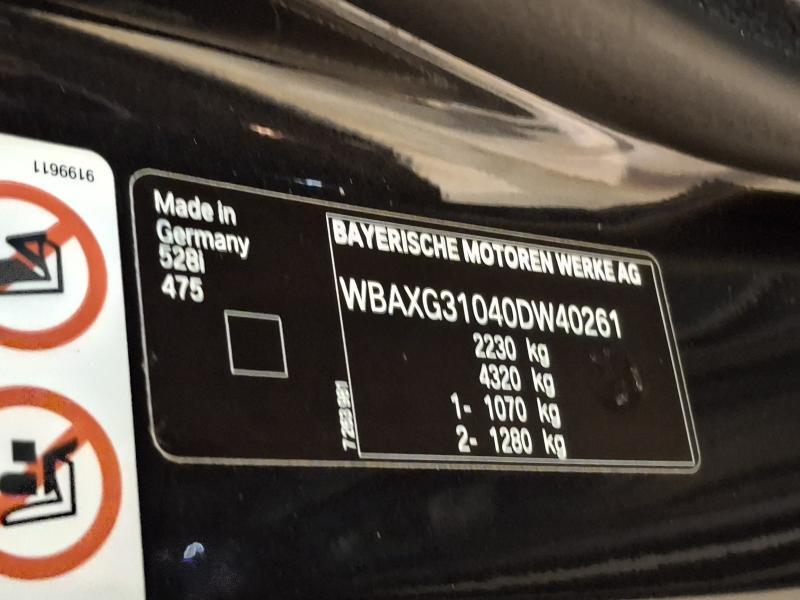 9199611
Made in
Germany
528i
475
BAYERISCHE MOTOREN WERKE AG
WBAXG31040DW40261
2230 kg
4320 kg
1- 1070 kg
2- 1280 kg